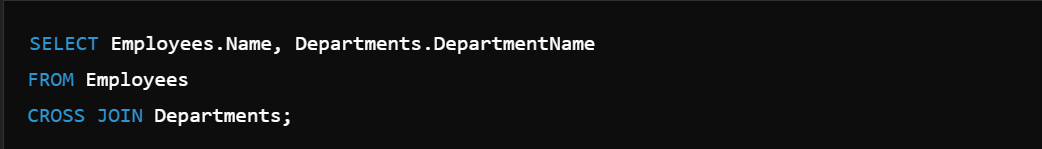 SELECT Employees.Name, Departments.DepartmentName
FROM Employees
CROSS JOIN Departments;